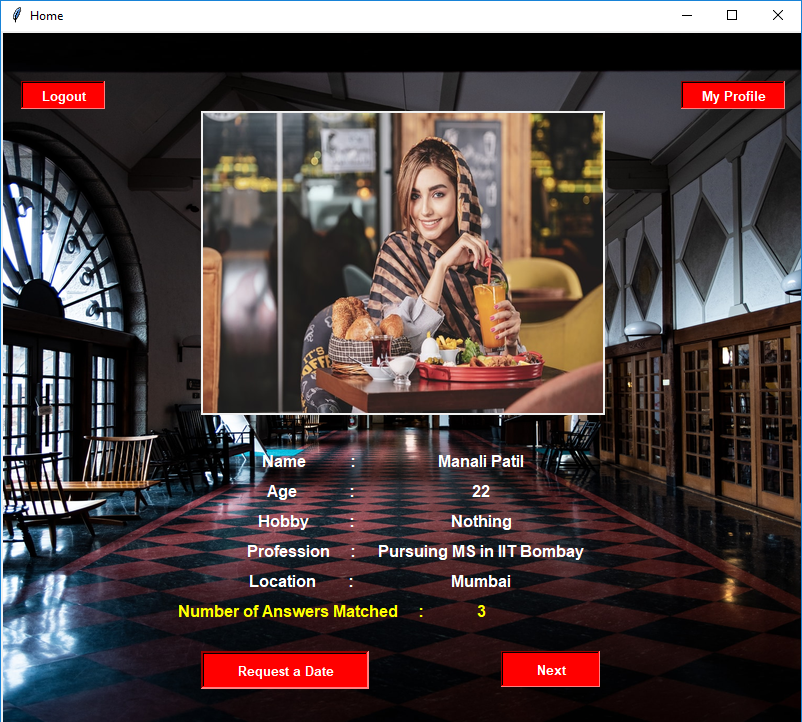 Home
Logout
My Profile
Name : Manali Patil
Age : 22
Hobby : Nothing
Profession : Pursuing MS in IIT Bombay
Location : Mumbai
Number of Answers Matched : 3
Request a Date
Next